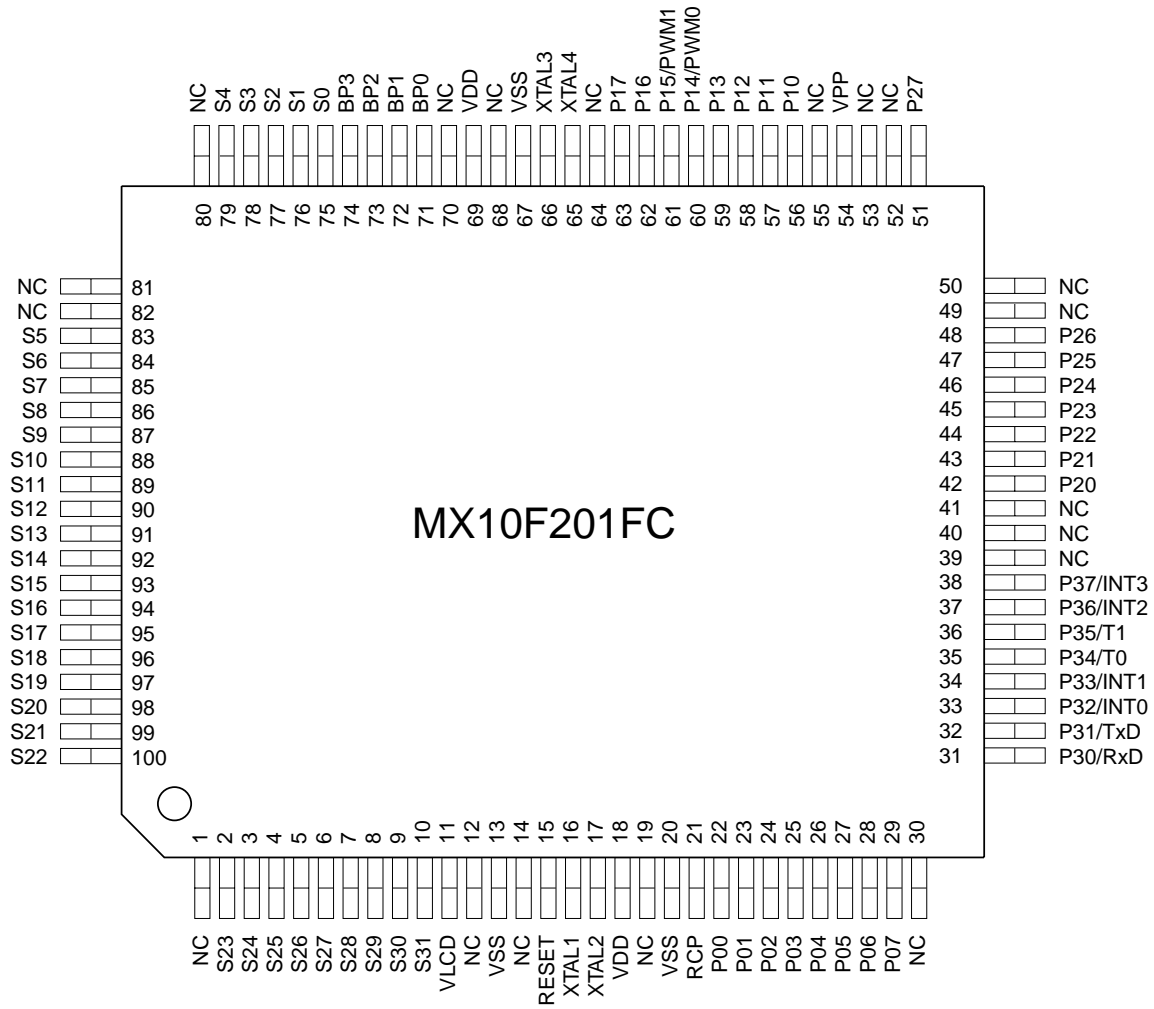 NC S4 S3 S2 S1 S0 BP3 BP2 BP1 BP0 NC VDD NC VSS XTAL3 XTAL4 NC P17 P16 P15/PWM1 P14/PWM0 P13 P12 P11 P10 NC VPP NC NC P27
80 79 78 77 76 75 74 73 72 71 70 69 68 67 66 65 64 63 62 61 60 59 58 57 56 55 54 53 52 51
NC 81 50 NC
NC 82 49 NC
S5 83 48 P26
S6 84 47 P25
S7 85 46 P24
S8 86 45 P23
S9 87 44 P22
S10 88 43 P21
S11 89 42 P20
S12 90 41 NC
S13 91 40 NC
MX10F201FC
S14 92 39 NC
S15 93 38 P37/INT3
S16 94 37 P36/INT2
S17 95 36 P35/T1
S18 96 35 P34/T0
S19 97 34 P33/INT1
S20 98 33 P32/INT0
S21 99 32 P31/TxD
S22 100 31 P30/RxD
1 2 3 4 5 6 7 8 9 10 11 12 13 14 15 16 17 18 19 20 21 22 23 24 25 26 27 28 29 30
NC S23 S24 S25 S26 S27 S28 S29 S30 S31 VLCD NC VSS NC RESET XTAL1 XTAL2 VDD NC VSS RCP P00 P01 P02 P03 P04 P05 P06 P07 NC